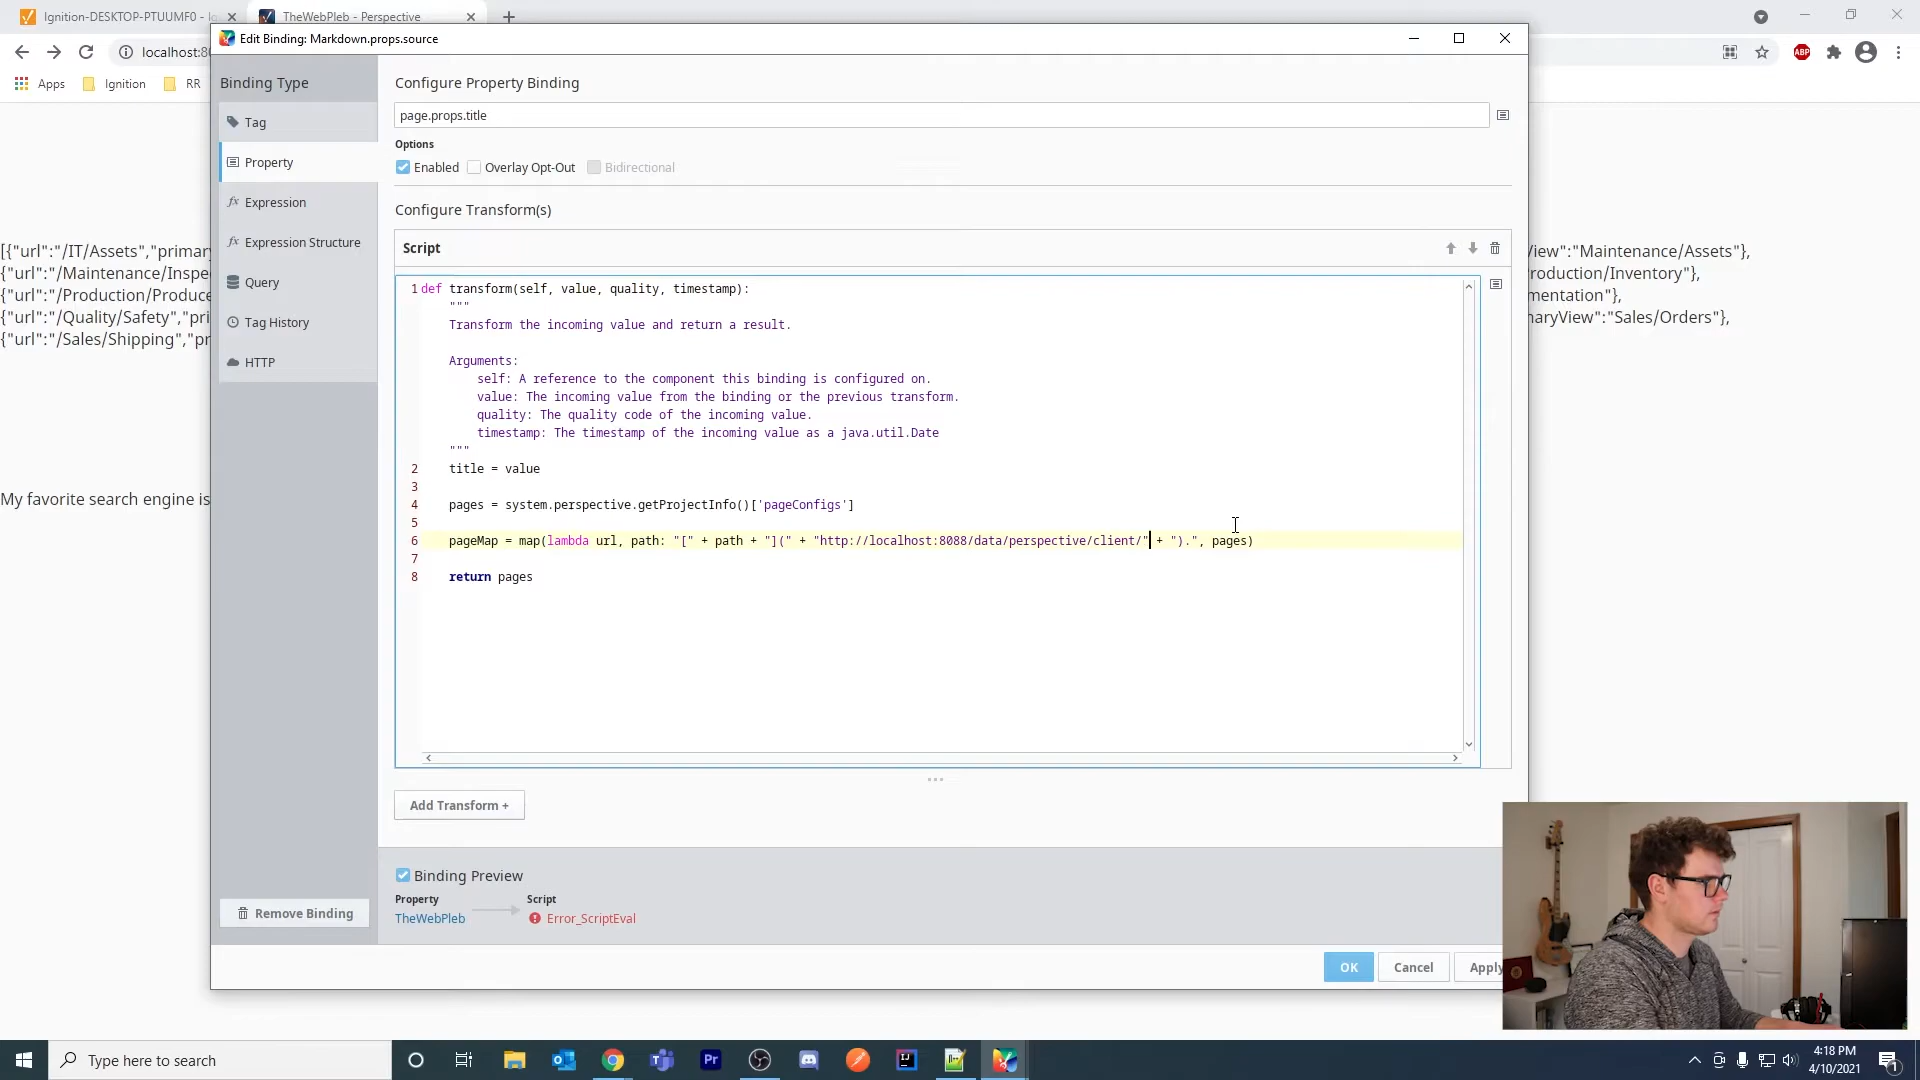 Ignition-DESKTOP-PTUUMF0 - I
TheWebPleb - Perspective
localhost:80
ABP
Apps
Ignition
RR
Edit Binding: Markdown.props.source
Binding Type
Tag
Property
Expression
Expression Structure
Query
Tag History
HTTP
Remove Binding
Configure Property Binding
page.props.title
Options
Enabled
Overlay Opt-Out
Bidirectional
Configure Transform(s)
Script
1 def transform(self, value, quality, timestamp):
"""
Transform the incoming value and return a result.
Arguments:
self: A reference to the component this binding is configured on.
value: The incoming value from the binding or the previous transform.
quality: The quality code of the incoming value.
timestamp: The timestamp of the incoming value as a java.util.Date
"""
2 title = value
3
4 pages = system.perspective.getProjectInfo()['pageConfigs']
5
6 pageMap = map(lambda url, path: "[" + path + "](" + "http://localhost:8088/data/perspective/client/" + ").", pages)
7
8 return pages
Add Transform +
Binding Preview
Property
Script
TheWebPleb
Error_ScriptEval
OK
Cancel
Apply
[{"url":"/IT/Assets","primary
{"url":"/Maintenance/Inspe
{"url":"/Production/Produce
{"url":"/Quality/Safety","pri
{"url":"/Sales/Shipping","pr
My favorite search engine is
View":"Maintenance/Assets"},
roduction/Inventory"},
mentation"},
aryView":"Sales/Orders"},
Type here to search
Pr
IJ
4:18 PM
4/10/2021
1